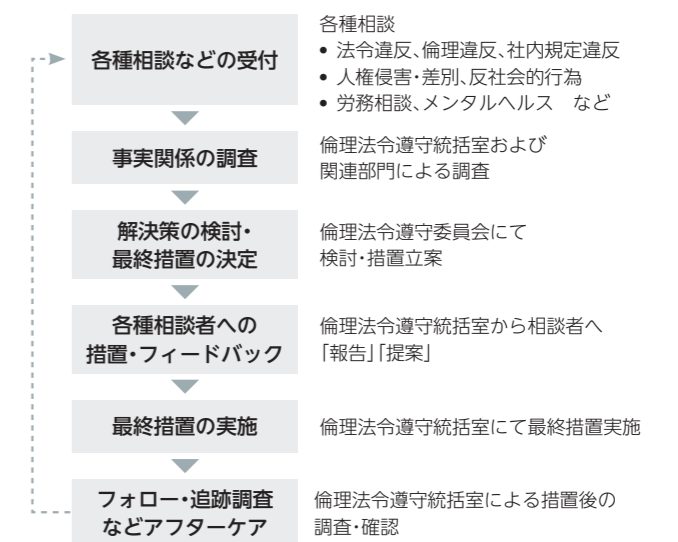 各種相談などの受付
各種相談
• 法令違反、倫理違反、社内規定違反
• 人権侵害・差別、反社会的行為
• 労務相談、メンタルヘルス　など
事実関係の調査
倫理法令遵守統括室および
関連部門による調査
解決策の検討・
最終措置の決定
倫理法令遵守委員会にて
検討・措置立案
各種相談者への
措置・フィードバック
倫理法令遵守統括室から相談者へ
「報告」「提案」
最終措置の実施
倫理法令遵守統括室にて最終措置実施
フォロー・追跡調査
などアフターケア
倫理法令遵守統括室による措置後の
調査・確認